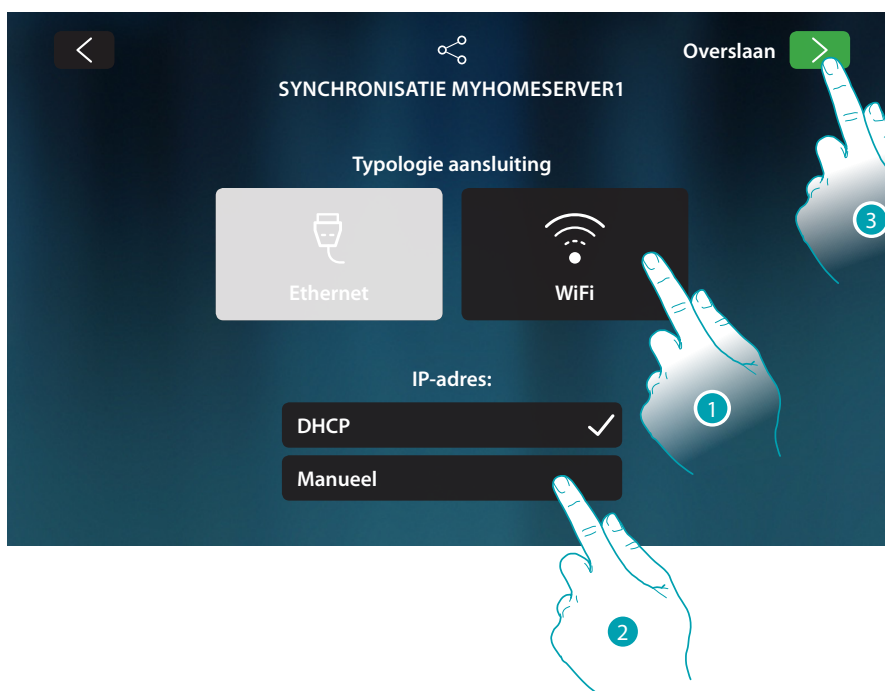 Overslaan
SYNCHRONISATIE MYHOMESERVER1
Typologie aansluiting
Ethernet
WiFi
IP-adres:
DHCP
Manueel
1
2
3